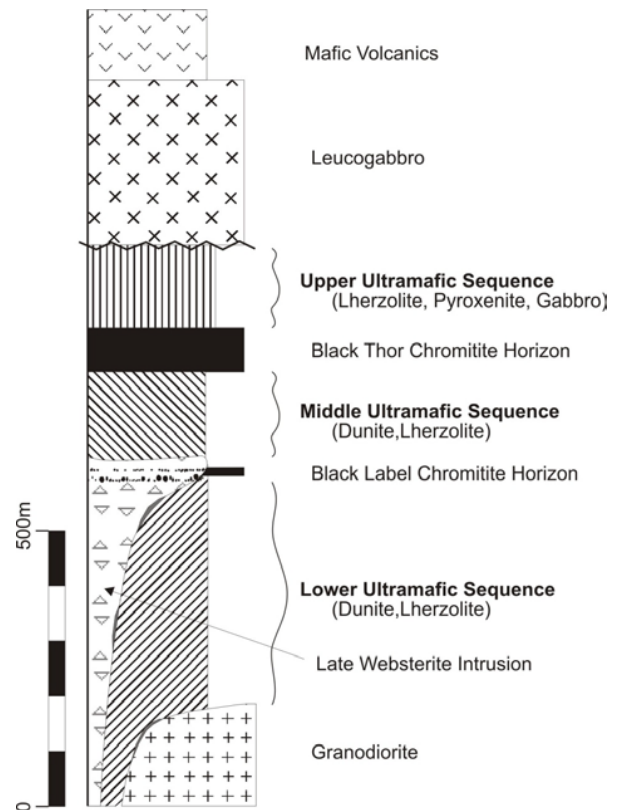 Mafic Volcanics
Leucogabbro
Upper Ultramafic Sequence
(Lherzolite, Pyroxenite, Gabbro)
Black Thor Chromitite Horizon
Middle Ultramafic Sequence
(Dunite,Lherzolite)
Black Label Chromitite Horizon
500m
Lower Ultramafic Sequence
(Dunite,Lherzolite)
Late Websterite Intrusion
Granodiorite
0